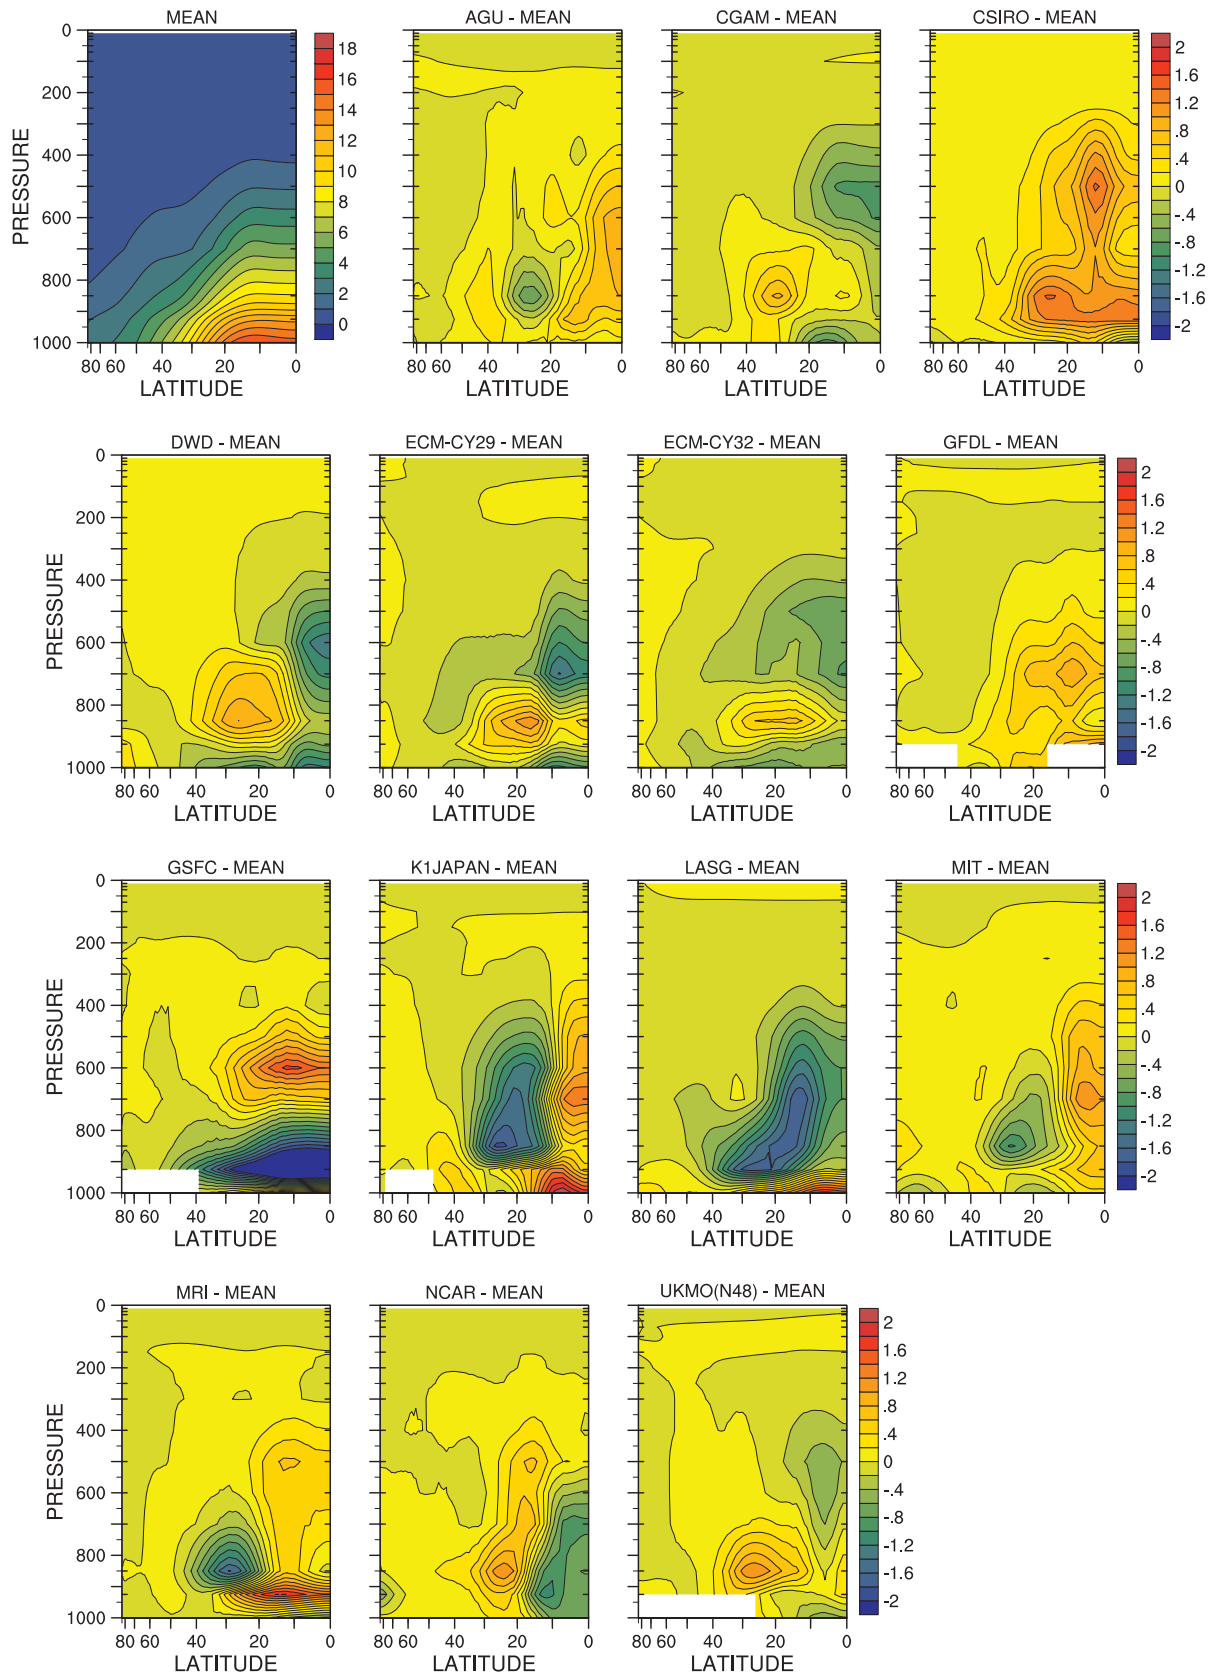 MEAN
AGU - MEAN
CGAM - MEAN
CSIRO - MEAN
PRESSURE
0
200
400
600
800
1000
18
16
14
12
10
8
6
4
2
0
2
1.6
1.2
.8
.4
0
-.4
-.8
-1.2
-1.6
-2
80 60 40 20 0
80 60 40 20 0
80 60 40 20 0
80 60 40 20 0
LATITUDE
LATITUDE
LATITUDE
LATITUDE
DWD - MEAN
ECM-CY29 - MEAN
ECM-CY32 - MEAN
GFDL - MEAN
PRESSURE
0
200
400
600
800
1000
2
1.6
1.2
.8
.4
0
-.4
-.8
-1.2
-1.6
-2
80 60 40 20 0
80 60 40 20 0
80 60 40 20 0
80 60 40 20 0
LATITUDE
LATITUDE
LATITUDE
LATITUDE
GSFC - MEAN
K1JAPAN - MEAN
LASG - MEAN
MIT - MEAN
PRESSURE
0
200
400
600
800
1000
2
1.6
1.2
.8
.4
0
-.4
-.8
-1.2
-1.6
-2
80 60 40 20 0
80 60 40 20 0
80 60 40 20 0
80 60 40 20 0
LATITUDE
LATITUDE
LATITUDE
LATITUDE
MRI - MEAN
NCAR - MEAN
UKMO(N48) - MEAN
PRESSURE
0
200
400
600
800
1000
2
1.6
1.2
.8
.4
0
-.4
-.8
-1.2
-1.6
-2
80 60 40 20 0
80 60 40 20 0
80 60 40 20 0
LATITUDE
LATITUDE
LATITUDE